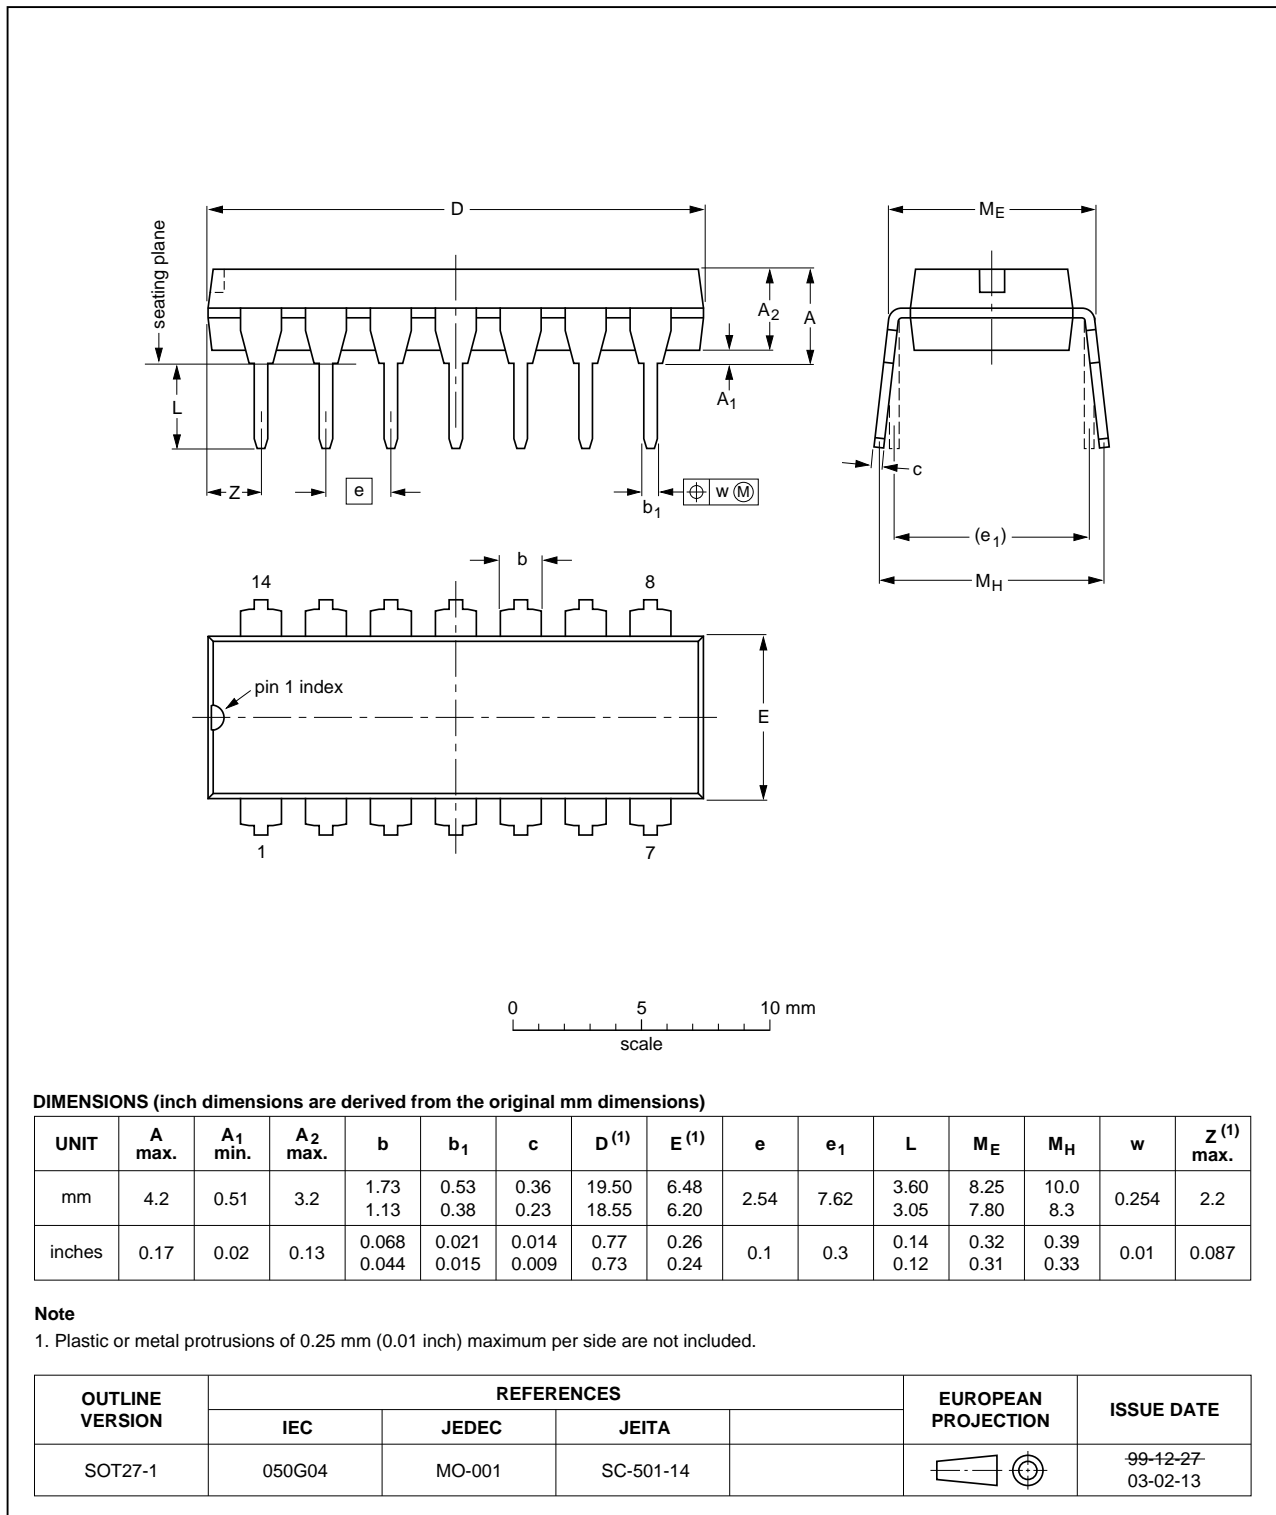 D
ME
seating plane
A2
A
L
A1
c
Z
e
b1
w M
(e1)
MH
b
14
8
pin 1 index
E
1
7
0 5 10 mm
scale
DIMENSIONS (inch dimensions are derived from the original mm dimensions)
UNIT A max. A1 min. A2 max. b b1 c D(1) E(1) e e1 L ME MH w Z(1) max.
mm 4.2 0.51 3.2 1.73 1.13 0.53 0.38 0.36 0.23 19.50 18.55 6.48 6.20 2.54 7.62 3.60 3.05 8.25 7.80 10.0 8.3 0.254 2.2
inches 0.17 0.02 0.13 0.068 0.044 0.021 0.015 0.014 0.009 0.77 0.73 0.26 0.24 0.1 0.3 0.14 0.12 0.32 0.31 0.39 0.33 0.01 0.087
Note
1. Plastic or metal protrusions of 0.25 mm (0.01 inch) maximum per side are not included.
OUTLINE VERSION REFERENCES EUROPEAN PROJECTION ISSUE DATE
IEC JEDEC JEITA
SOT27-1 050G04 MO-001 SC-501-14 99-12-27
03-02-13